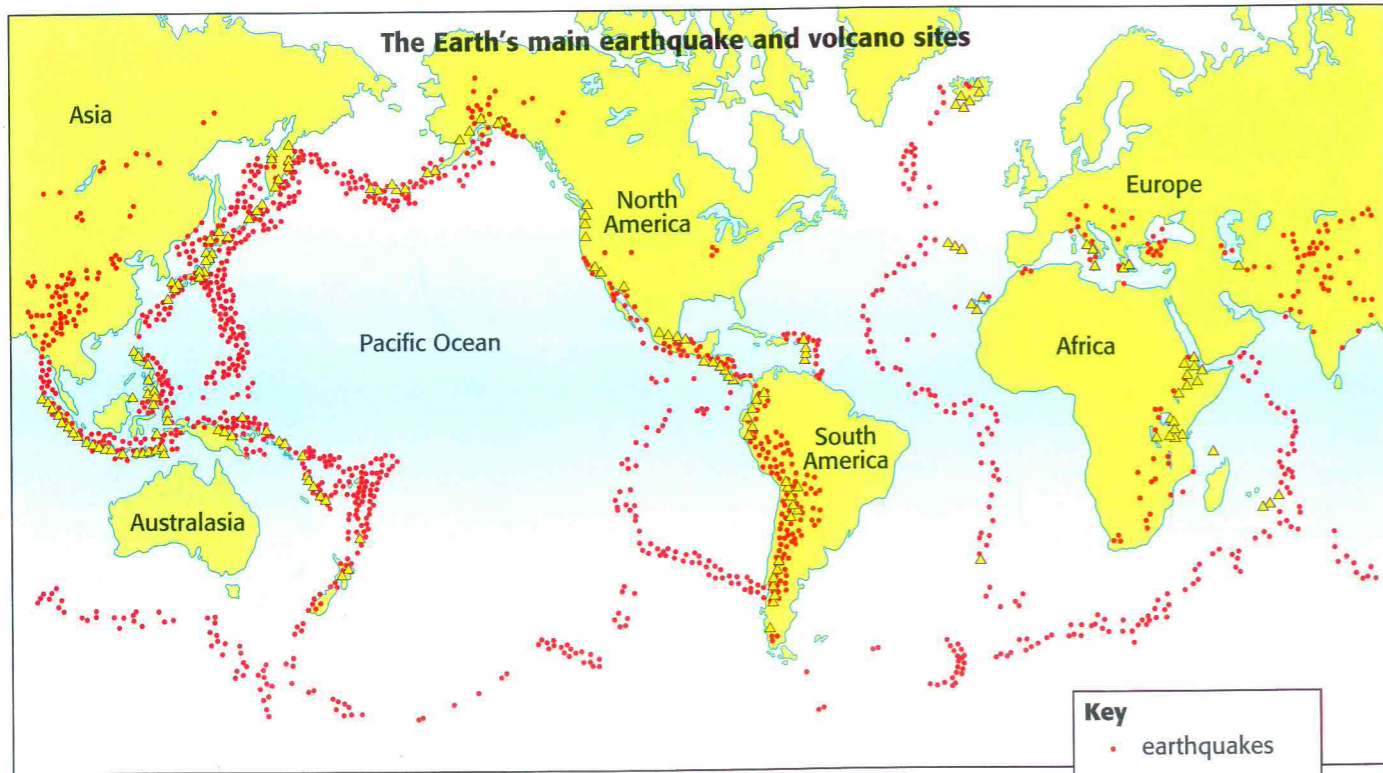 The Earth's main earthquake and volcano sites
Asia
North
America
Europe
Pacific Ocean
Africa
South
America
Australasia
Key
earthquakes